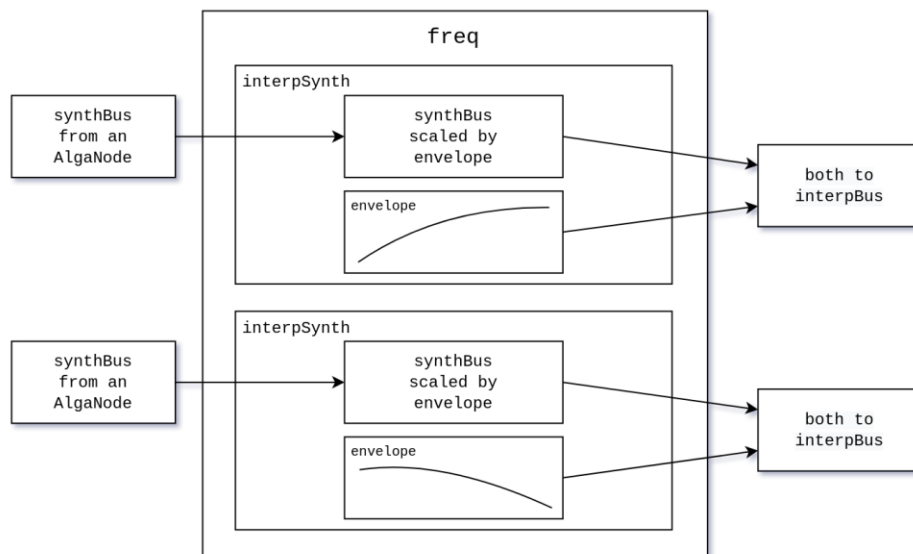 freq
interpSynth
synthBus
from an
AlgaNode
synthBus
scaled by
envelope
both to
interpBus
envelope
interpSynth
synthBus
from an
AlgaNode
synthBus
scaled by
envelope
both to
interpBus
envelope